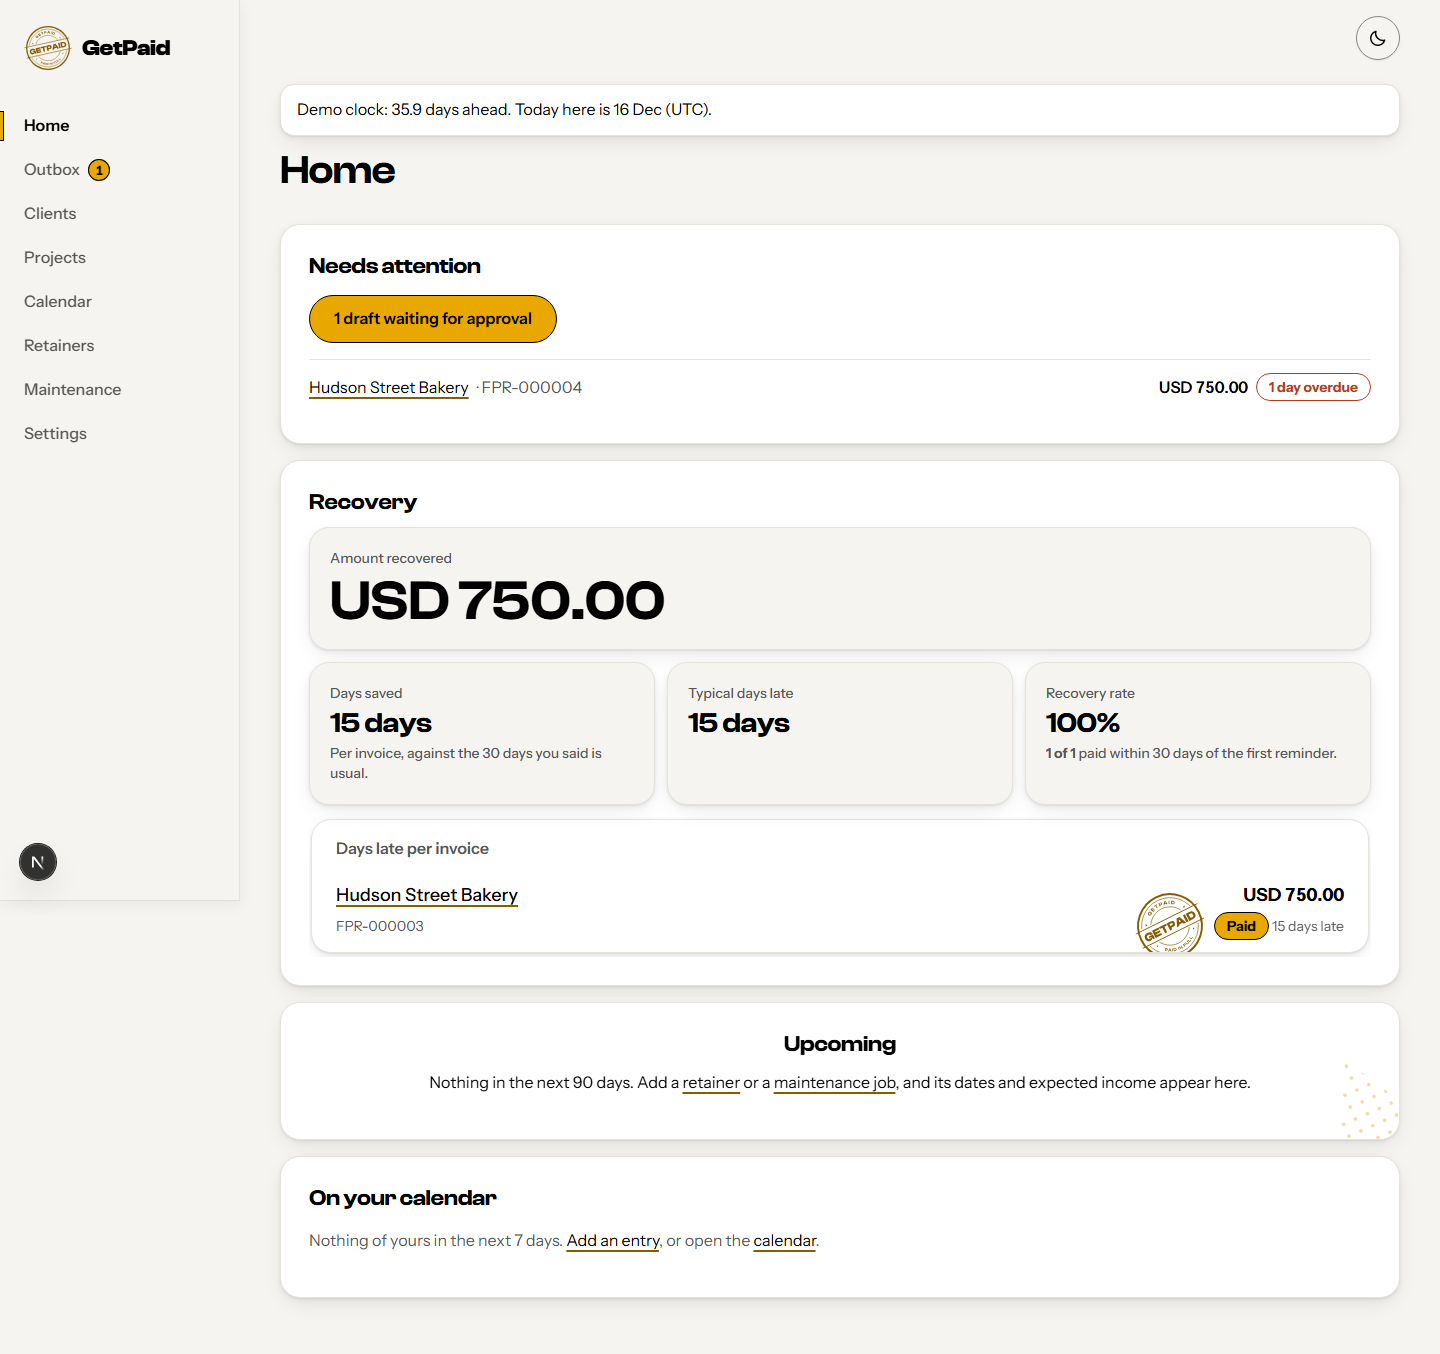 GETPAID
GetPaid
Home
Outbox 1
Clients
Projects
Calendar
Retainers
Maintenance
Settings
N
Demo clock: 35.9 days ahead. Today here is 16 Dec (UTC).
Home
Needs attention
1 draft waiting for approval
Hudson Street Bakery · FPR-000004 USD 750.00 1 day overdue
Recovery
Amount recovered
USD 750.00
Days saved
15 days
Per invoice, against the 30 days you said is
usual.
Typical days late
15 days
Recovery rate
100%
1 of 1 paid within 30 days of the first reminder.
Days late per invoice
Hudson Street Bakery USD 750.00
FPR-000003 Paid 15 days late
GETPAID
GETPAID
PAID IN FULL
Upcoming
Nothing in the next 90 days. Add a retainer or a maintenance job, and its dates and expected income appear here.
On your calendar
Nothing of yours in the next 7 days. Add an entry, or open the calendar.